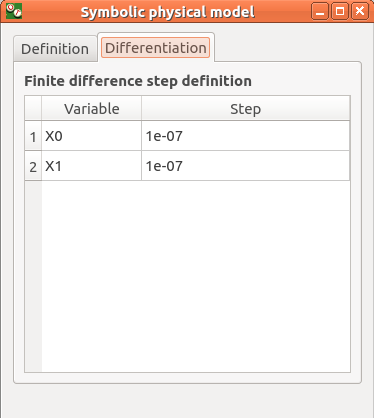 Symbolic physical model
Definition Differentiation
Finite difference step definition
Variable Step
1 X0 1e-07
2 X1 1e-07